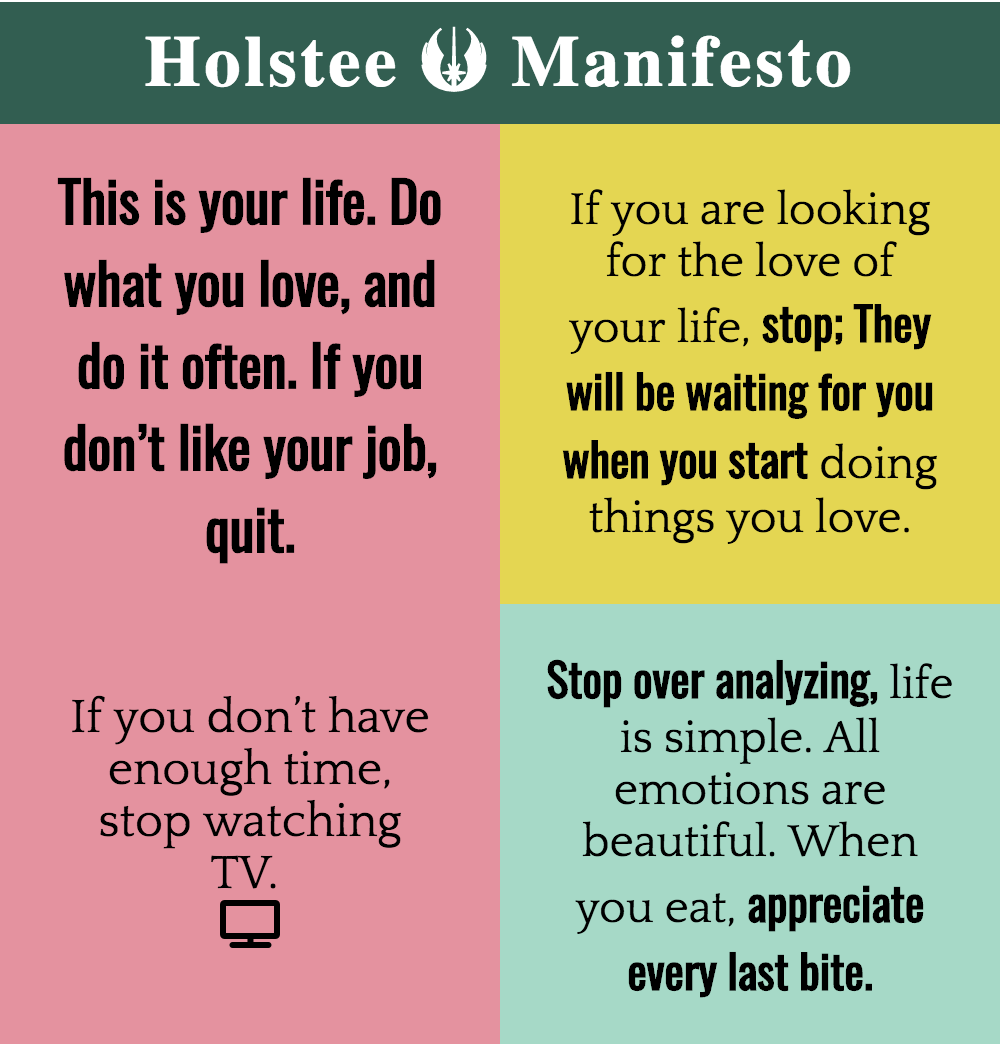 Holstee Manifesto
This is your life. Do
what you love, and
do it often. If you
don’t like your job,
quit.
If you don’t have
enough time,
stop watching
TV.
If you are looking
for the love of
your life, stop; They
will be waiting for you
when you start doing
things you love.
Stop over analyzing, life
is simple. All
emotions are
beautiful. When
you eat, appreciate
every last bite.